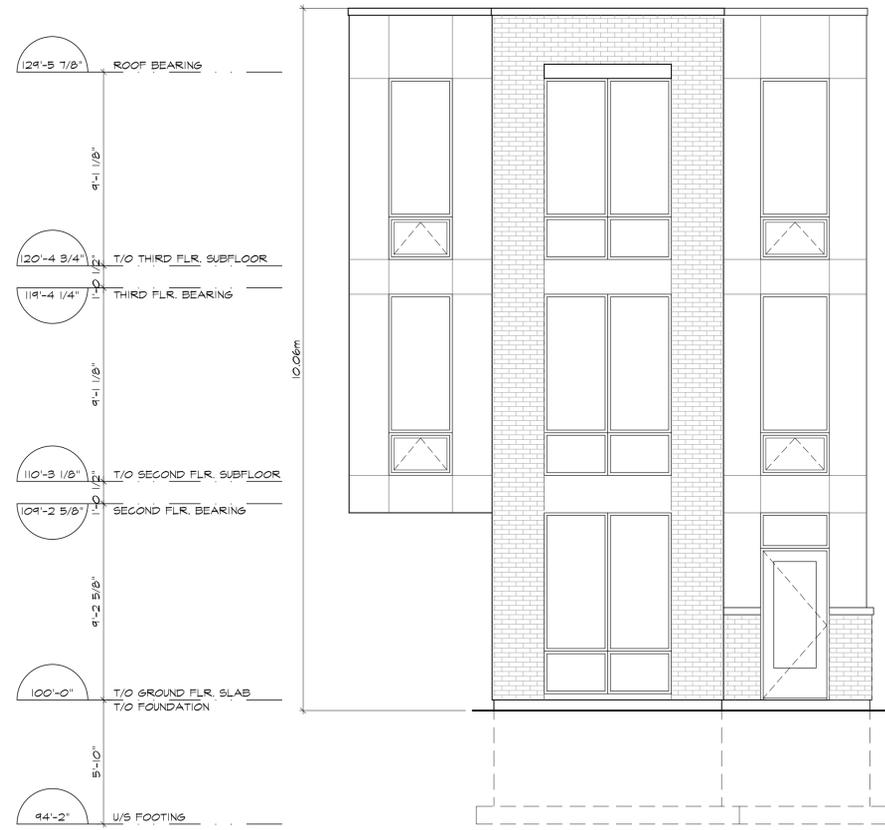 129'-5 7/8" ROOF BEARING
9'-1 1/8"
120'-4 3/4" T/O THIRD FLR. SUBFLOOR
1'-0 1/2"
119'-4 1/4" THIRD FLR. BEARING
10.06m
9'-1 1/8"
110'-3 1/8" T/O SECOND FLR. SUBFLOOR
1'-0 1/2"
109'-2 5/8" SECOND FLR. BEARING
9'-2 5/8"
100'-0" T/O GROUND FLR. SLAB
T/O FOUNDATION
5'-10"
94'-2" U/S FOOTING